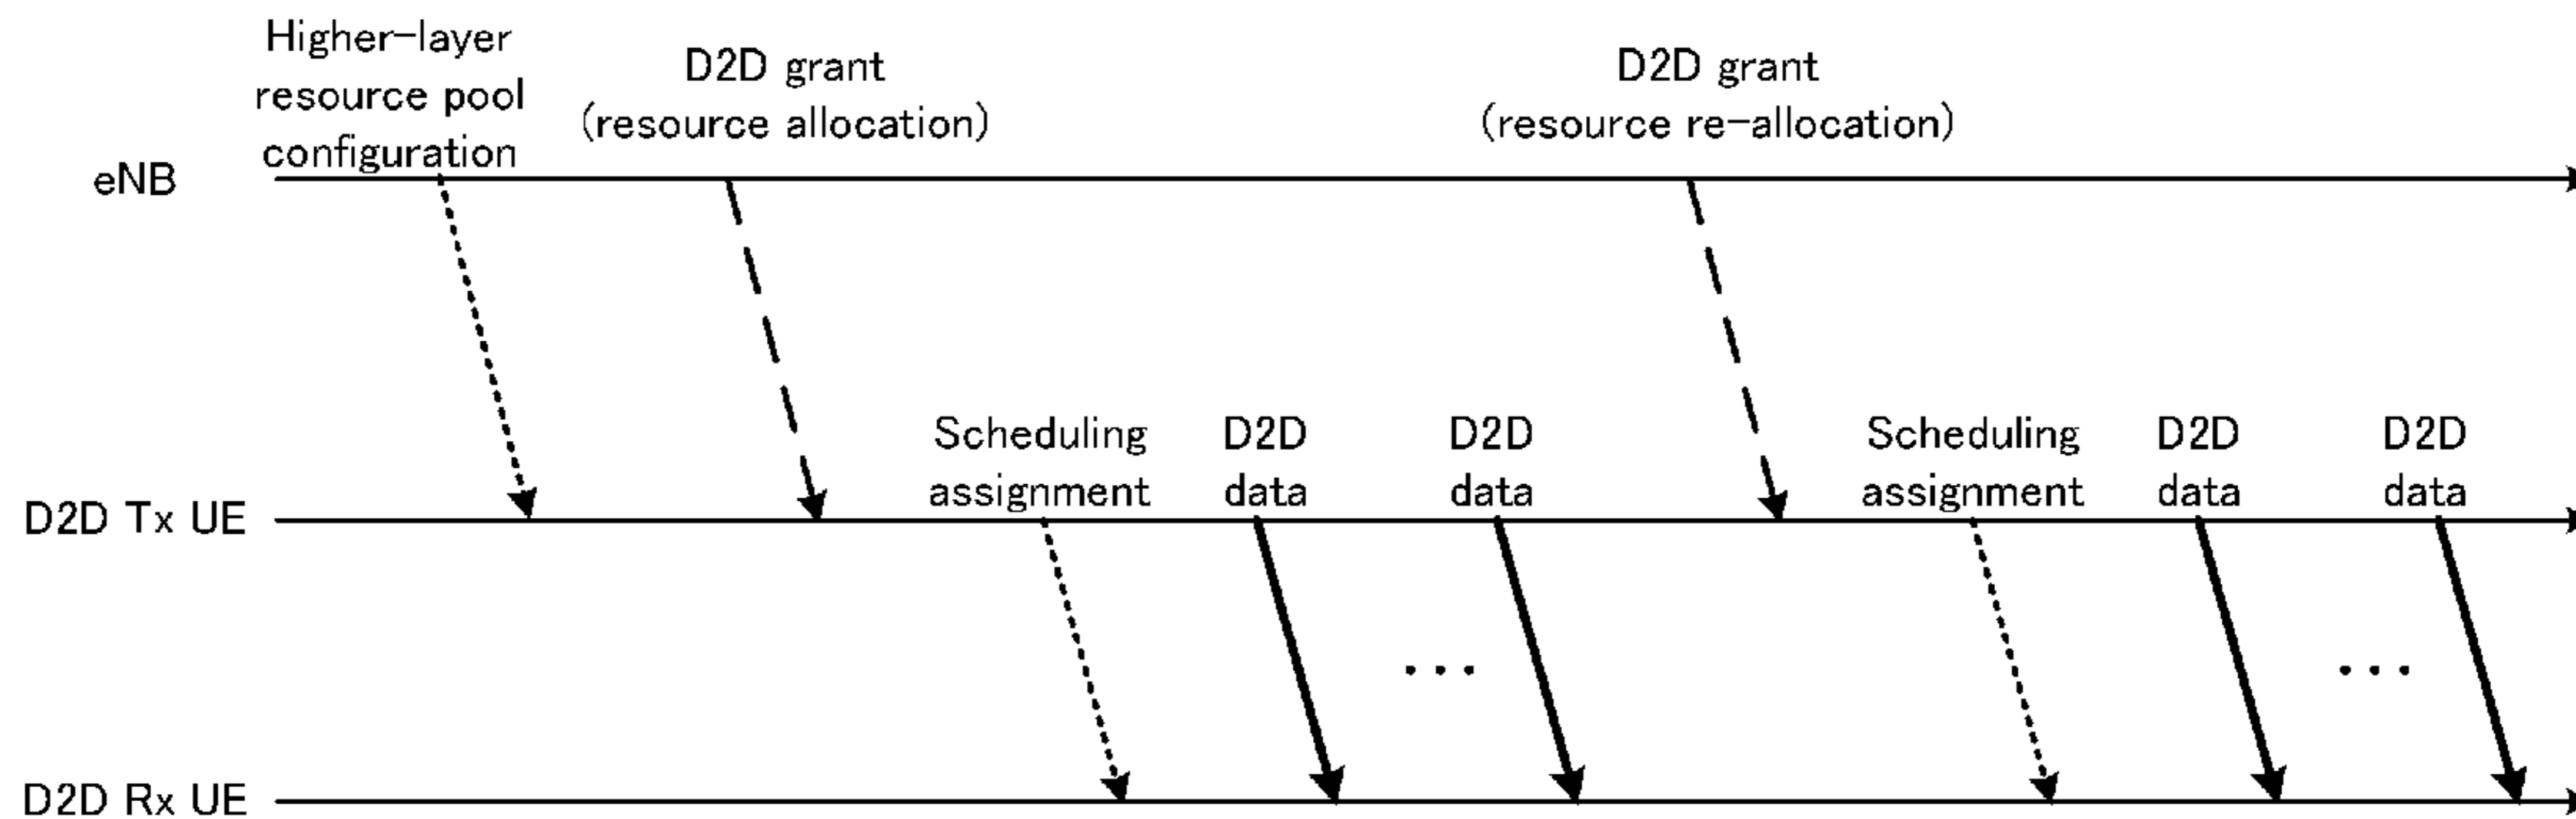 Higher-layer
resource pool
configuration
D2D grant
(resource allocation)
D2D grant
(resource re-allocation)
eNB
Scheduling
assignment
D2D
data
D2D
data
Scheduling
assignment
D2D
data
D2D
data
D2D Tx UE
...
...
D2D Rx UE